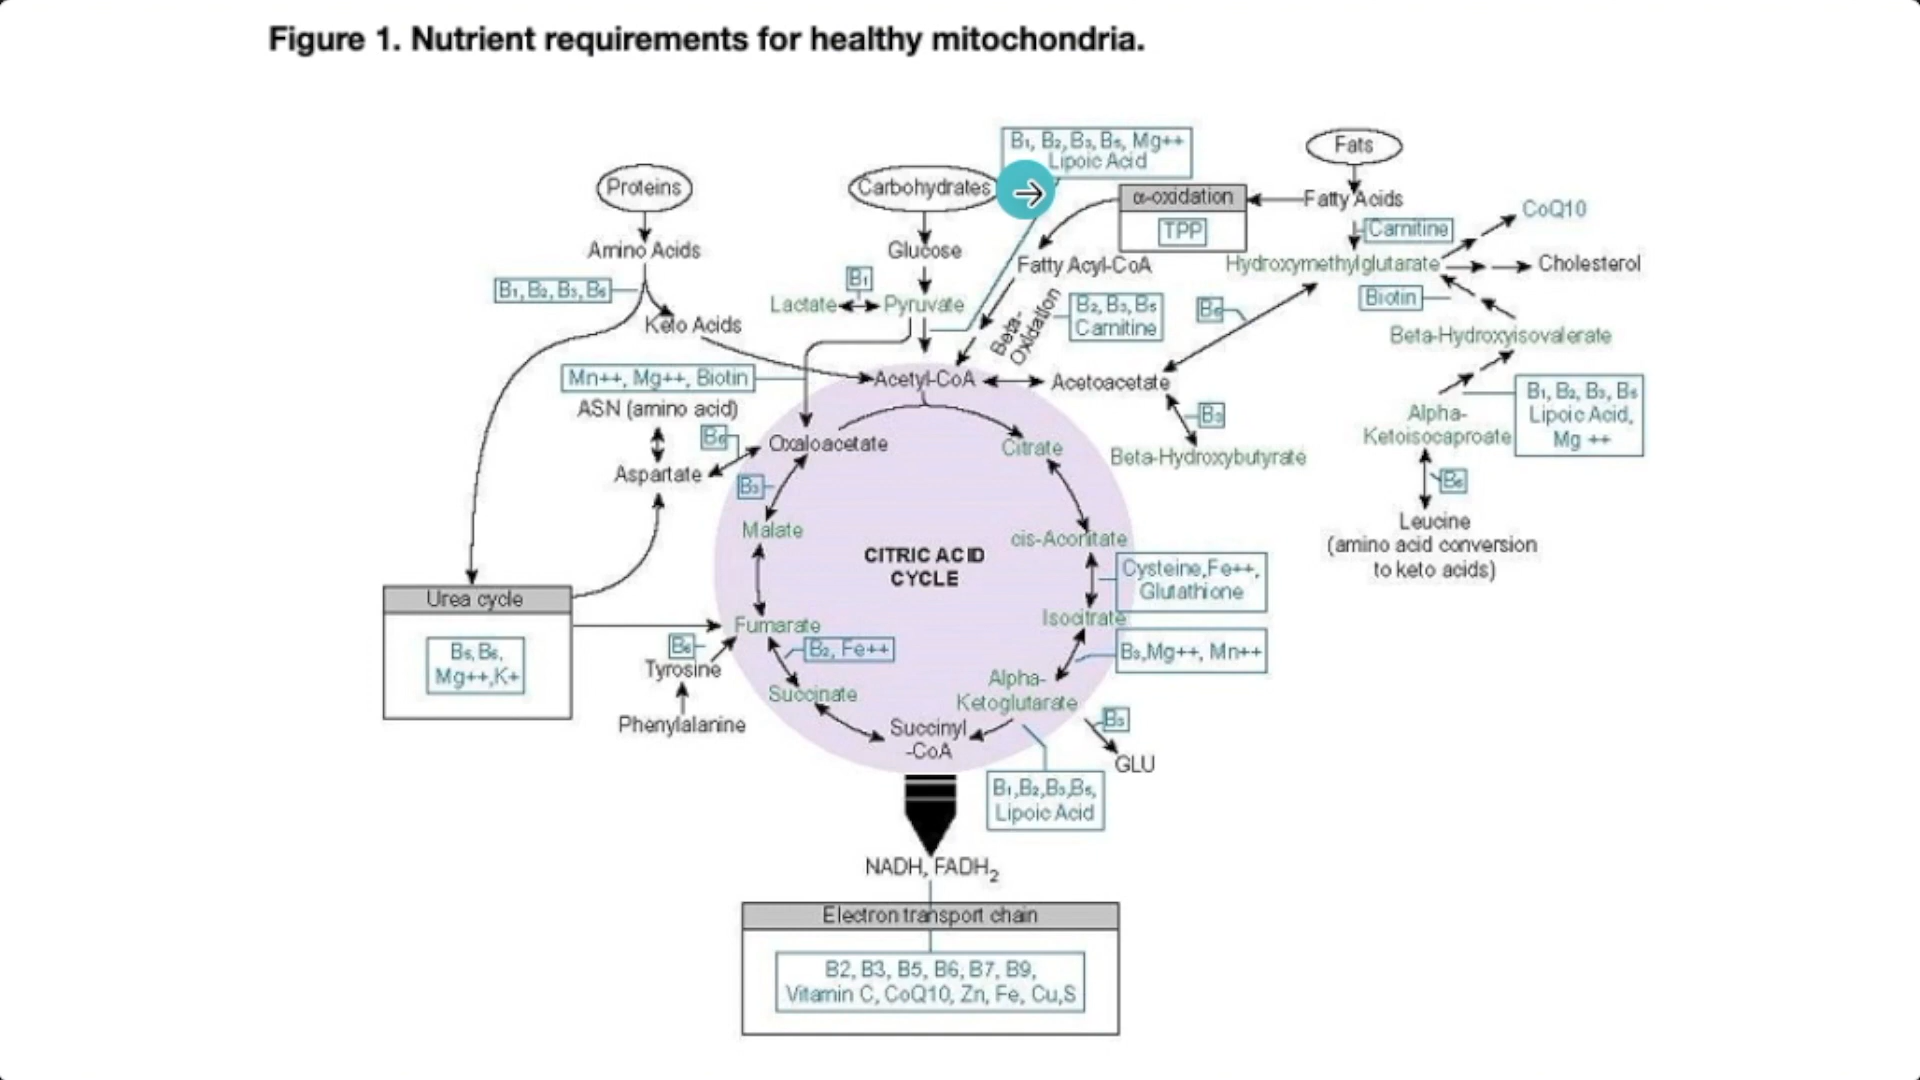 Figure 1. Nutrient requirements for healthy mitochondria.
B₁, B₂, B₃, B₅, Mg++
Lipoic Acid
Fats
Proteins
Carbohydrates
α-oxidation
TPP
Fatty Acids
CoQ10
Carnitine
Amino Acids
Glucose
Fatty Acyl-CoA
Hydroxymethylglutarate
Cholesterol
B₁, B₂, B₃, B₆
B₁
Lactate
Pyruvate
Beta-
Oxidation
B₂, B₃, B₅
Carnitine
B₆
Biotin
Keto Acids
Beta-Hydroxyisovalerate
Mn++, Mg++, Biotin
Acetyl-CoA
Acetoacetate
B₁, B₂, B₃, B₅
Lipoic Acid,
Mg ++
ASN (amino acid)
B₃
Alpha-
Ketoisocaproate
B₆
Oxaloacetate
Citrate
Beta-Hydroxybutyrate
Aspartate
B₃
B₆
Malate
cis-Aconitate
Leucine
(amino acid conversion
to keto acids)
CITRIC ACID
CYCLE
Cysteine,Fe++,
Glutathione
Urea cycle
B₅, B₆,
Mg++,K+
Fumarate
Isocitrate
B₆
B₂, Fe++
B₃,Mg++, Mn++
Tyrosine
Succinate
Alpha-
Ketoglutarate
Phenylalanine
Succinyl
-CoA
GLU
B₁,B₂,B₃,B₅,
Lipoic Acid
NADH, FADH₂
Electron transport chain
B2, B3, B5, B6, B7, B9,
Vitamin C, CoQ10, Zn, Fe, Cu,S